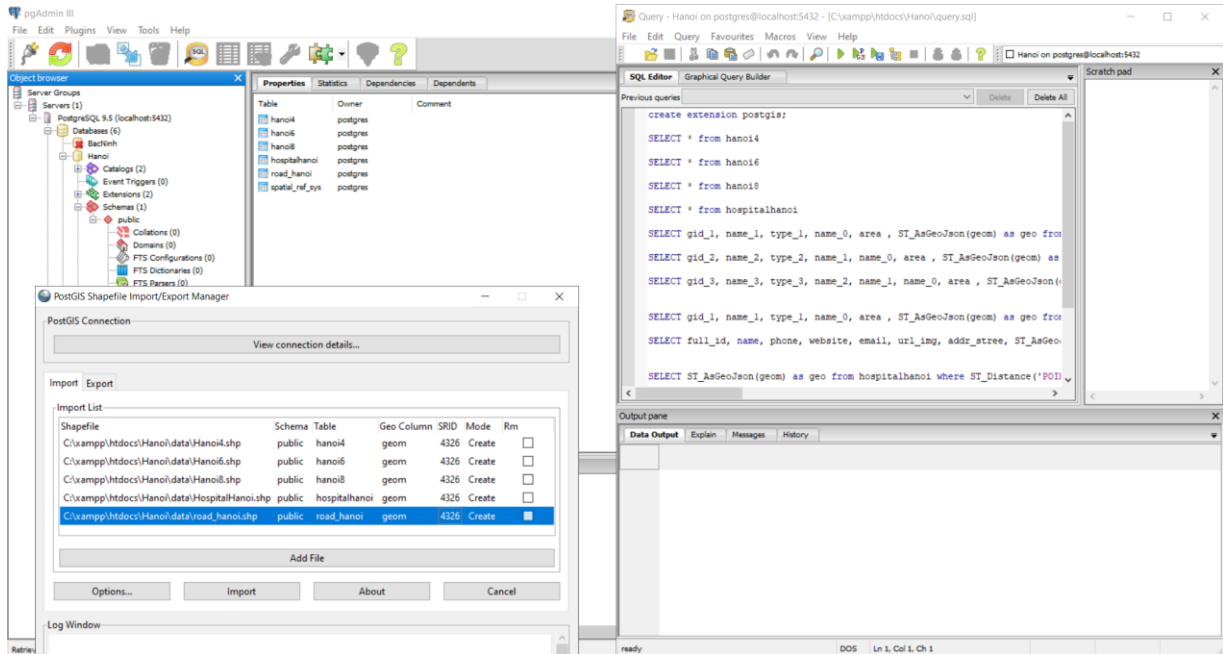 pgAdmin III
File Edit Plugins View Tools Help
SQL
Object browser
Server Groups
Servers (1)
PostgreSQL 9.5 (localhost:5432)
Databases (6)
BacNinh
Hanoi
Catalogs (2)
Event Triggers (0)
Extensions (2)
Schemas (1)
public
Collations (0)
Domains (0)
FTS Configurations (0)
FTS Dictionaries (0)
FTS Parsers (0)
Properties Statistics Dependencies Dependents
Table Owner Comment
hanoi4 postgres
hanoi6 postgres
hanoi8 postgres
hospitalhanoi postgres
road_hanoi postgres
spatial_ref_sys postgres
PostGIS Shapefile Import/Export Manager
PostGIS Connection
View connection details...
Import Export
Import List
Shapefile Schema Table Geo Column SRID Mode Rm
C:\xampp\htdocs\Hanoi\data\Hanoi4.shp public hanoi4 geom 4326 Create
C:\xampp\htdocs\Hanoi\data\Hanoi6.shp public hanoi6 geom 4326 Create
C:\xampp\htdocs\Hanoi\data\Hanoi8.shp public hanoi8 geom 4326 Create
C:\xampp\htdocs\Hanoi\data\HospitalHanoi.shp public hospitalhanoi geom 4326 Create
C:\xampp\htdocs\Hanoi\data\road_hanoi.shp public road_hanoi geom 4326 Create
Add File
Options... Import About Cancel
Log Window
Retriev
Query - Hanoi on postgres@localhost:5432 - [C:\xampp\htdocs\Hanoi\query.sql]
File Edit Query Favourites Macros View Help
Hanoi on postgres@localhost:5432
SQL Editor Graphical Query Builder
Scratch pad
Previous queries Delete Delete All
create extension postgis;
SELECT * from hanoi4
SELECT * from hanoi6
SELECT * from hanoi8
SELECT * from hospitalhanoi
SELECT gid_1, name_1, type_1, name_0, area , ST_AsGeoJson(geom) as geo from
SELECT gid_2, name_2, type_2, name_1, name_0, area , ST_AsGeoJson(geom) as
SELECT gid_3, name_3, type_3, name_2, name_1, name_0, area , ST_AsGeoJson(
SELECT gid_1, name_1, type_1, name_0, area , ST_AsGeoJson(geom) as geo from
SELECT full_id, name, phone, website, email, url_img, addr_stree, ST_AsGeo
SELECT ST_AsGeoJson(geom) as geo from hospitalhanoi where ST_Distance('POI
Output pane
Data Output Explain Messages History
ready DOS Ln 1, Col 1, Ch 1